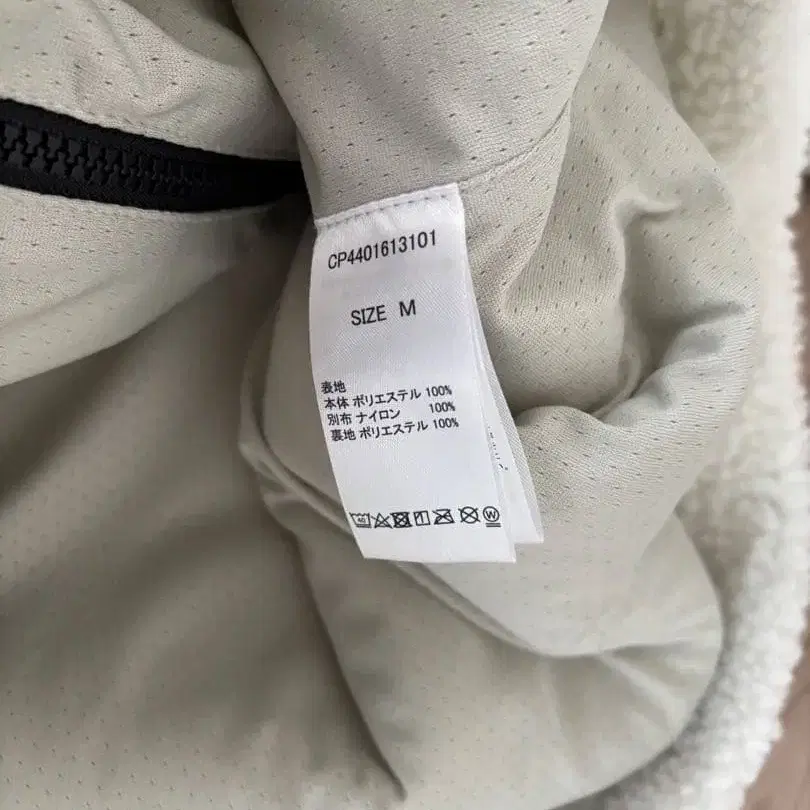 CP4401613101
SIZE M
表地
本体 ポリエステル 100%
別布 ナイロン 100%
裏地 ポリエステル 100%
40
W